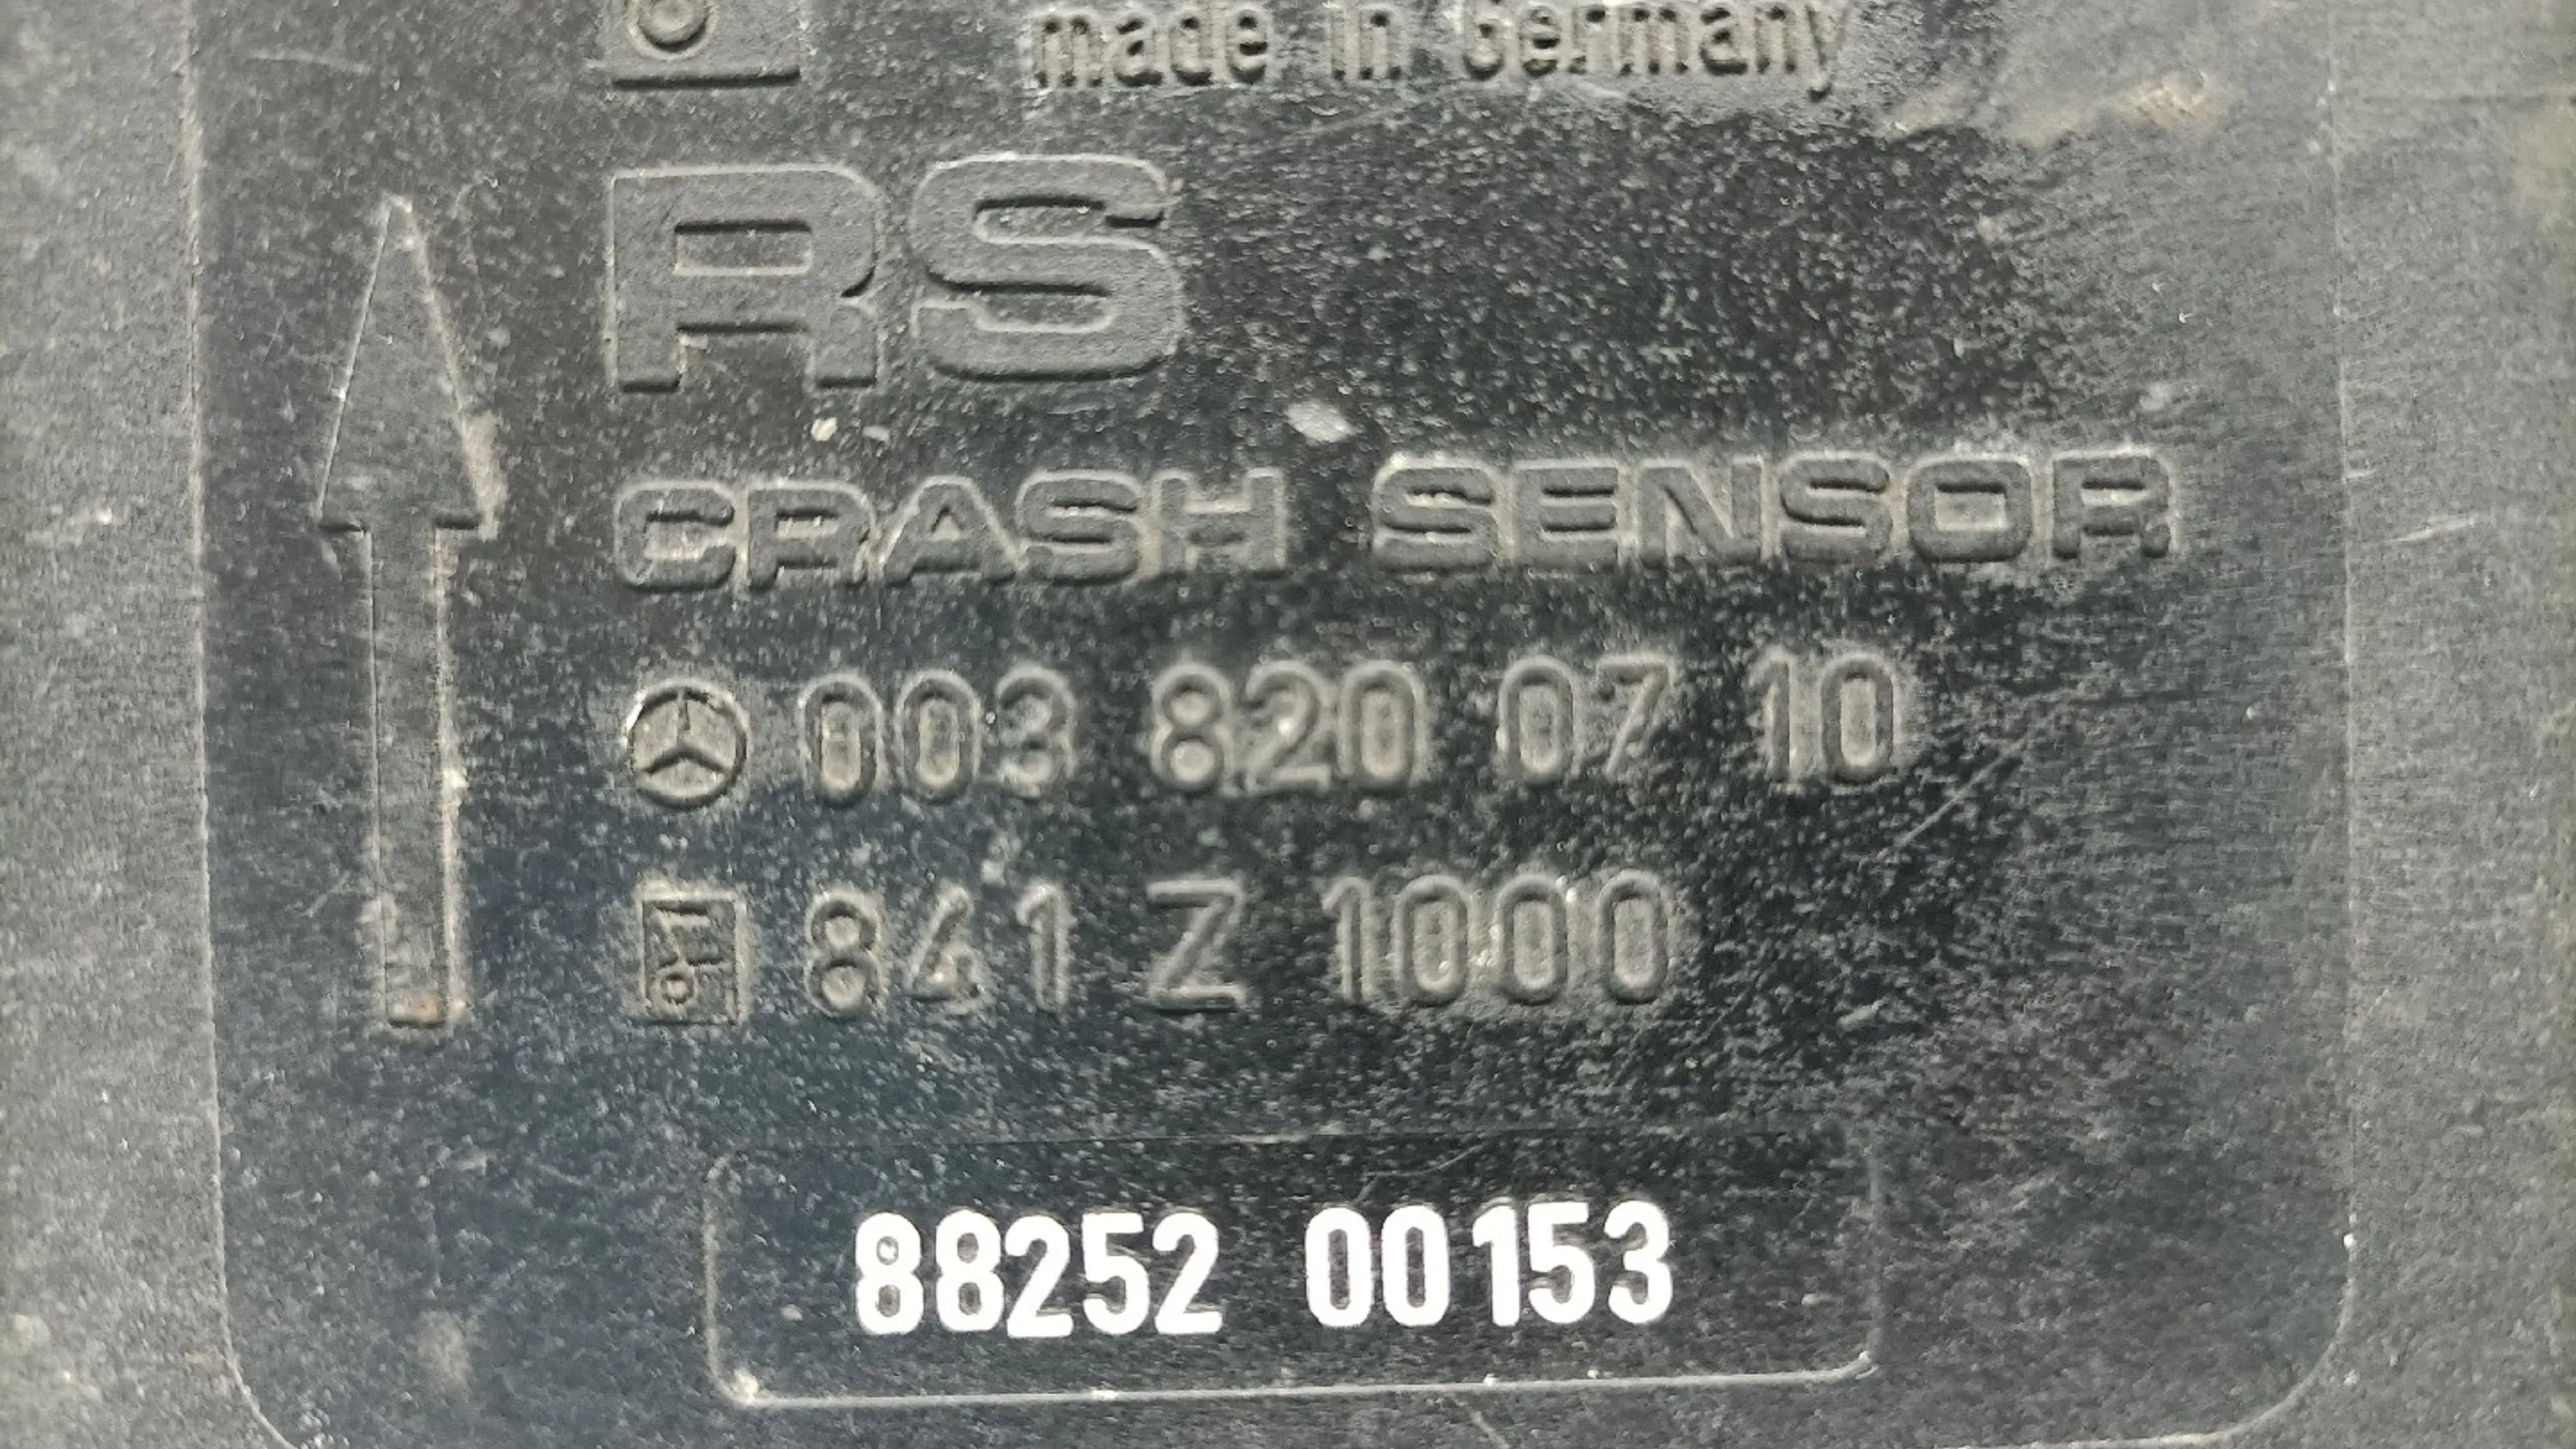 made in Germany
RS
CRASH SENSOR
003 820 07 10
841 Z 1000
88252 00153